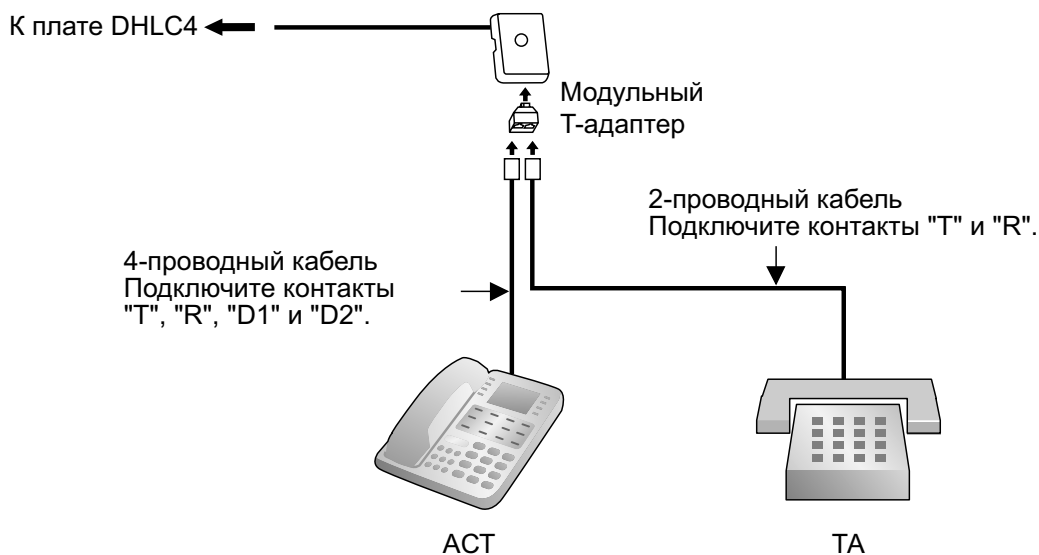 К плате DHLC4
Модульный
Т-адаптер
2-проводный кабель
Подключите контакты "T" и "R".
4-проводный кабель
Подключите контакты
"T", "R", "D1" и "D2".
АСТ
ТА